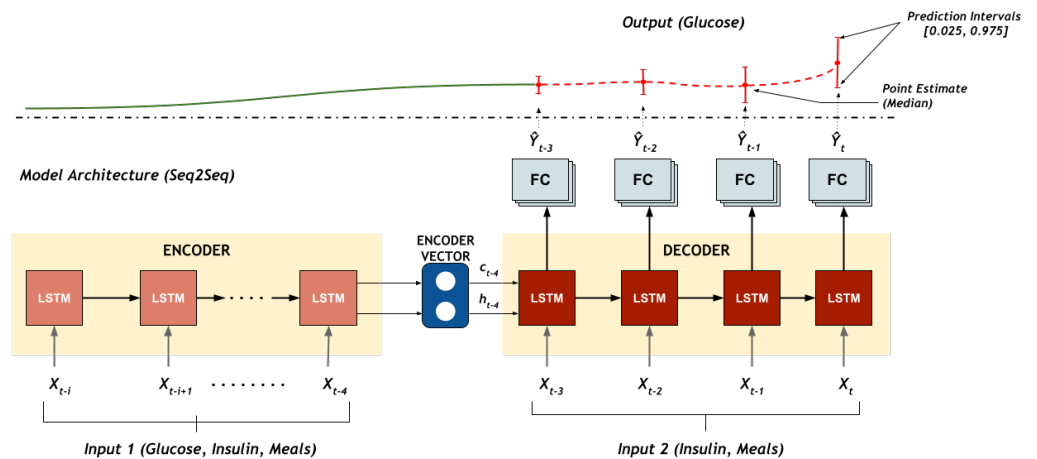 Output (Glucose)
Prediction Intervals
[0.025, 0.975]
Point Estimate
(Median)
Ŷt-3
Ŷt-2
Ŷt-1
Ŷt
Model Architecture (Seq2Seq)
FC
FC
FC
FC
ENCODER
ENCODER
VECTOR
DECODER
LSTM
LSTM
LSTM
ct-4
ht-4
LSTM
LSTM
LSTM
LSTM
Xt-i
Xt-i+1
Xt-4
Xt-3
Xt-2
Xt-1
Xt
Input 1 (Glucose, Insulin, Meals)
Input 2 (Insulin, Meals)